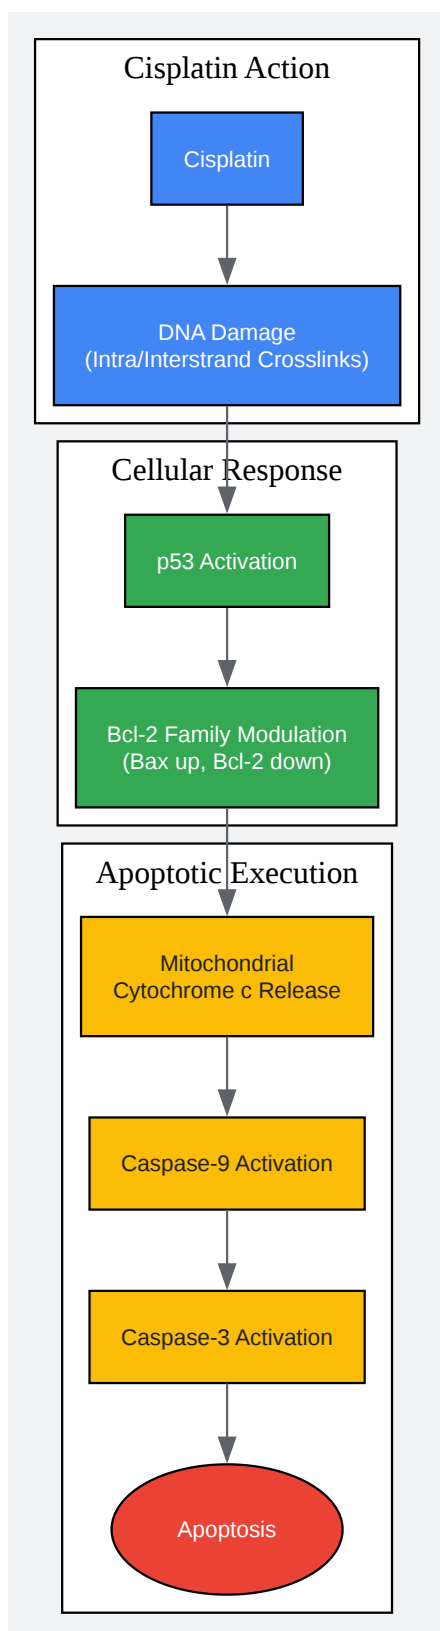 Cisplatin Action
Cisplatin
DNA Damage
(Intra/Interstrand Crosslinks)
Cellular Response
p53 Activation
Bcl-2 Family Modulation
(Bax up, Bcl-2 down)
Apoptotic Execution
Mitochondrial
Cytochrome c Release
Caspase-9 Activation
Caspase-3 Activation
Apoptosis